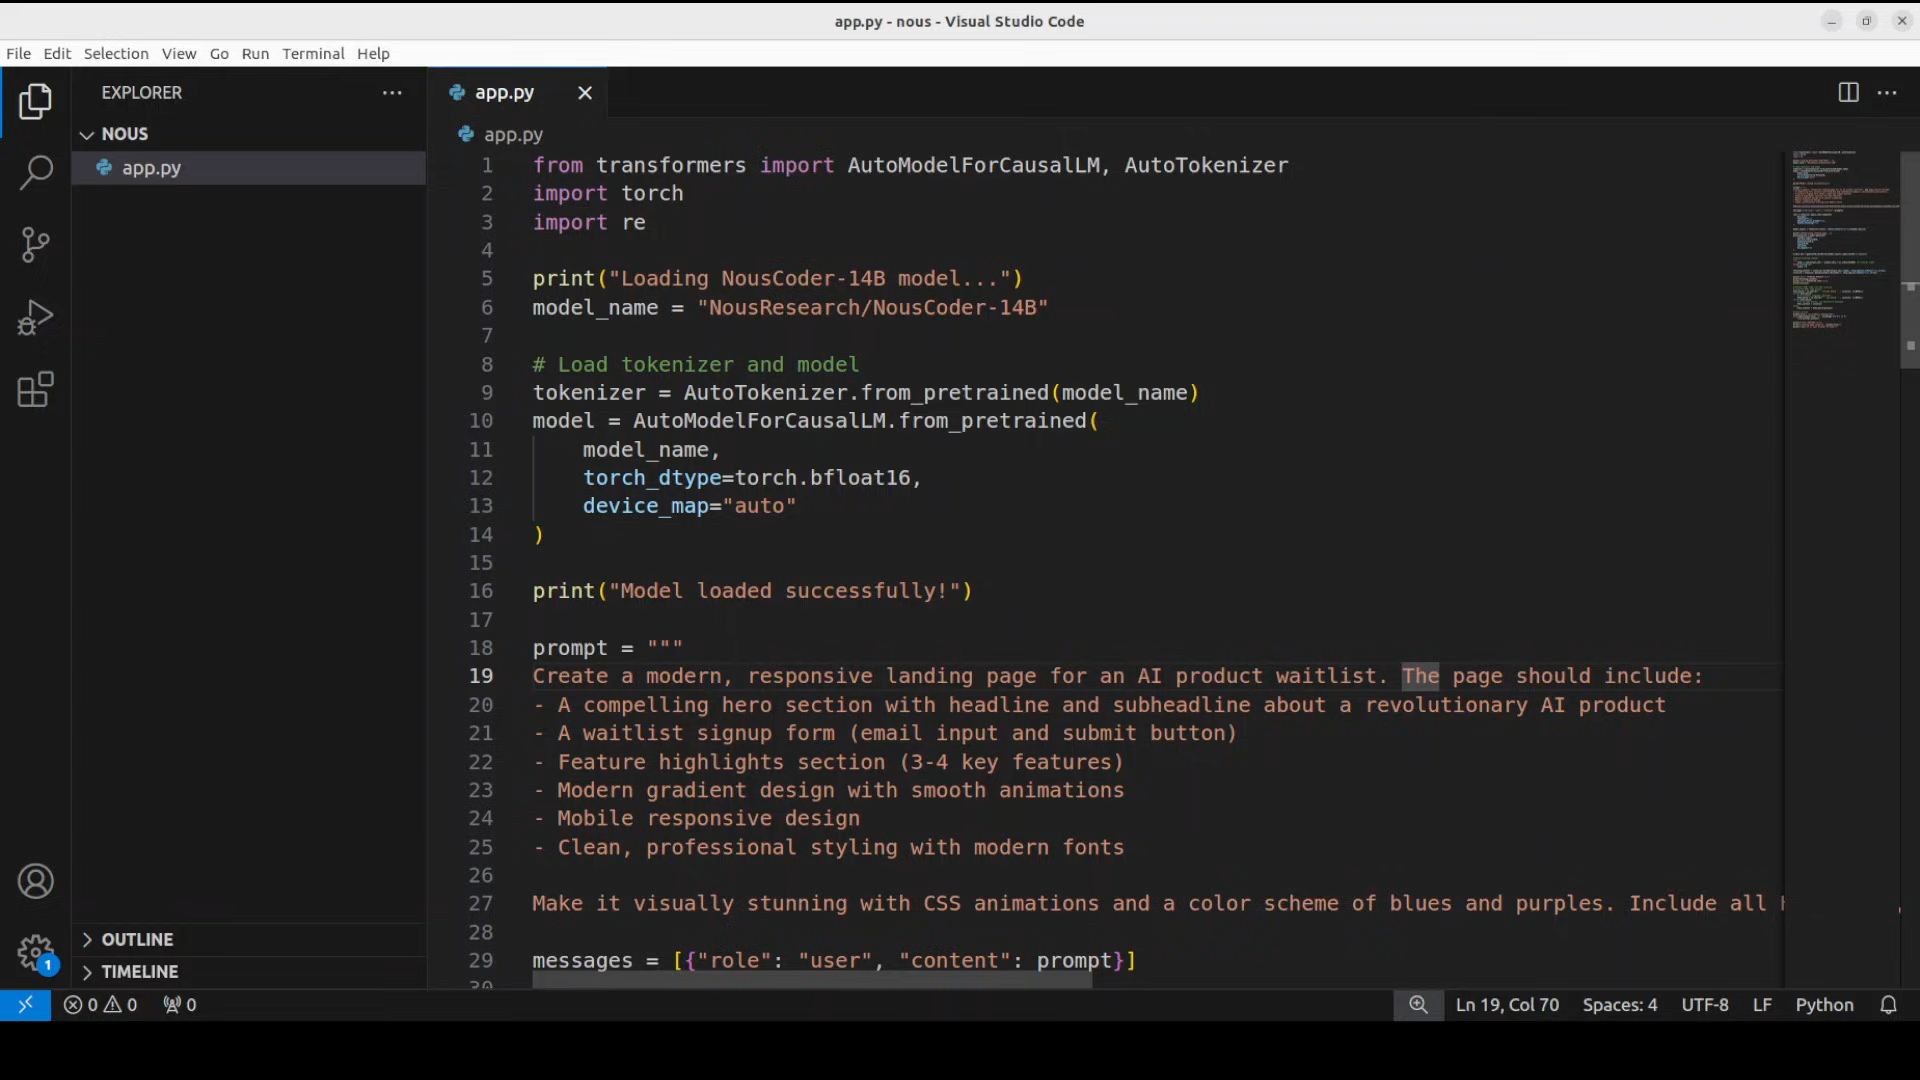 app.py - nous - Visual Studio Code
File Edit Selection View Go Run Terminal Help
EXPLORER
NOUS
app.py
OUTLINE
TIMELINE
1
app.py
app.py
1 from transformers import AutoModelForCausalLM, AutoTokenizer
2 import torch
3 import re
4
5 print("Loading NousCoder-14B model...")
6 model_name = "NousResearch/NousCoder-14B"
7
8 # Load tokenizer and model
9 tokenizer = AutoTokenizer.from_pretrained(model_name)
10 model = AutoModelForCausalLM.from_pretrained(
11 model_name,
12 torch_dtype=torch.bfloat16,
13 device_map="auto"
14 )
15
16 print("Model loaded successfully!")
17
18 prompt = """
19 Create a modern, responsive landing page for an AI product waitlist. The page should include:
20 - A compelling hero section with headline and subheadline about a revolutionary AI product
21 - A waitlist signup form (email input and submit button)
22 - Feature highlights section (3-4 key features)
23 - Modern gradient design with smooth animations
24 - Mobile responsive design
25 - Clean, professional styling with modern fonts
26
27 Make it visually stunning with CSS animations and a color scheme of blues and purples. Include all
28
29 messages = [{"role": "user", "content": prompt}]
30
0 0 0 Ln 19, Col 70 Spaces: 4 UTF-8 LF Python